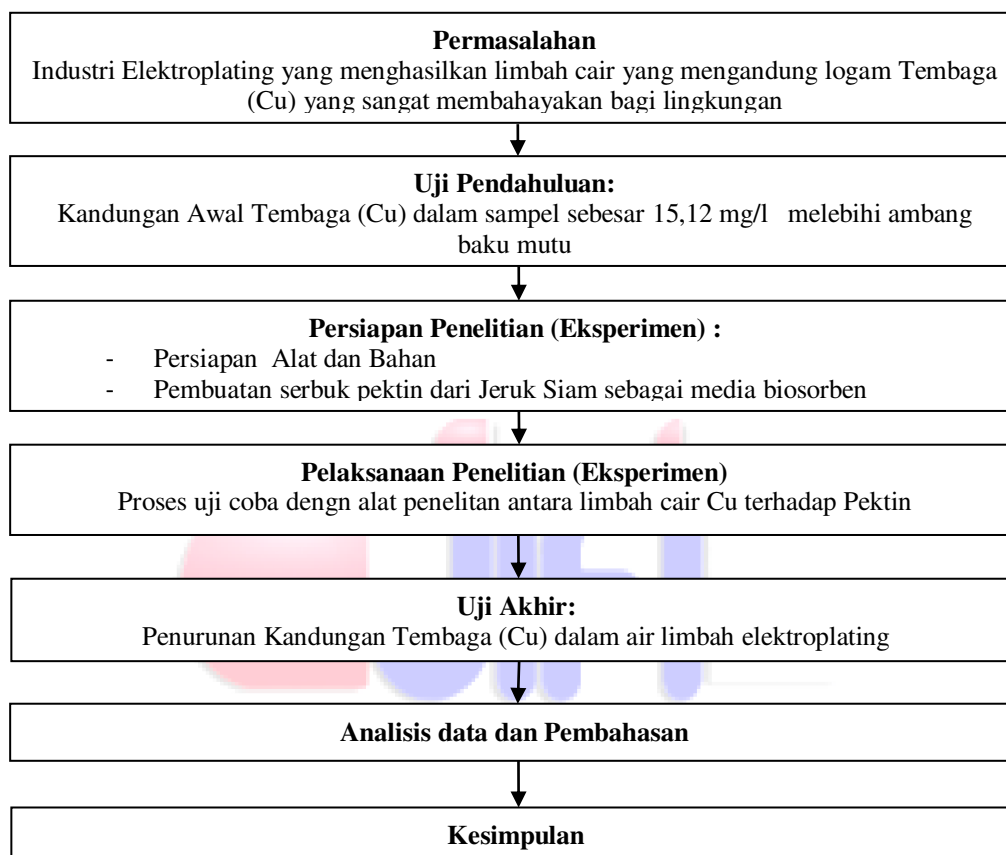 Permasalahan
Industri Elektroplating yang menghasilkan limbah cair yang mengandung logam Tembaga
(Cu) yang sangat membahayakan bagi lingkungan
Uji Pendahuluan:
Kandungan Awal Tembaga (Cu) dalam sampel sebesar 15,12 mg/l melebihi ambang
baku mutu
Persiapan Penelitian (Eksperimen) :
- Persiapan Alat dan Bahan
- Pembuatan serbuk pektin dari Jeruk Siam sebagai media biosorben
Pelaksanaan Penelitian (Eksperimen)
Proses uji coba dengn alat penelitan antara limbah cair Cu terhadap Pektin
Uji Akhir:
Penurunan Kandungan Tembaga (Cu) dalam air limbah elektroplating
Analisis data dan Pembahasan
Kesimpulan